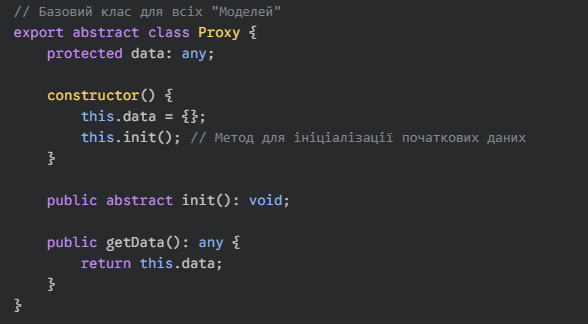 // Базовий клас для всіх "Моделей"
export abstract class Proxy {
    protected data: any;

    constructor() {
        this.data = {};
        this.init(); // Метод для ініціалізації початкових даних
    }

    public abstract init(): void;

    public getData(): any {
        return this.data;
    }
}